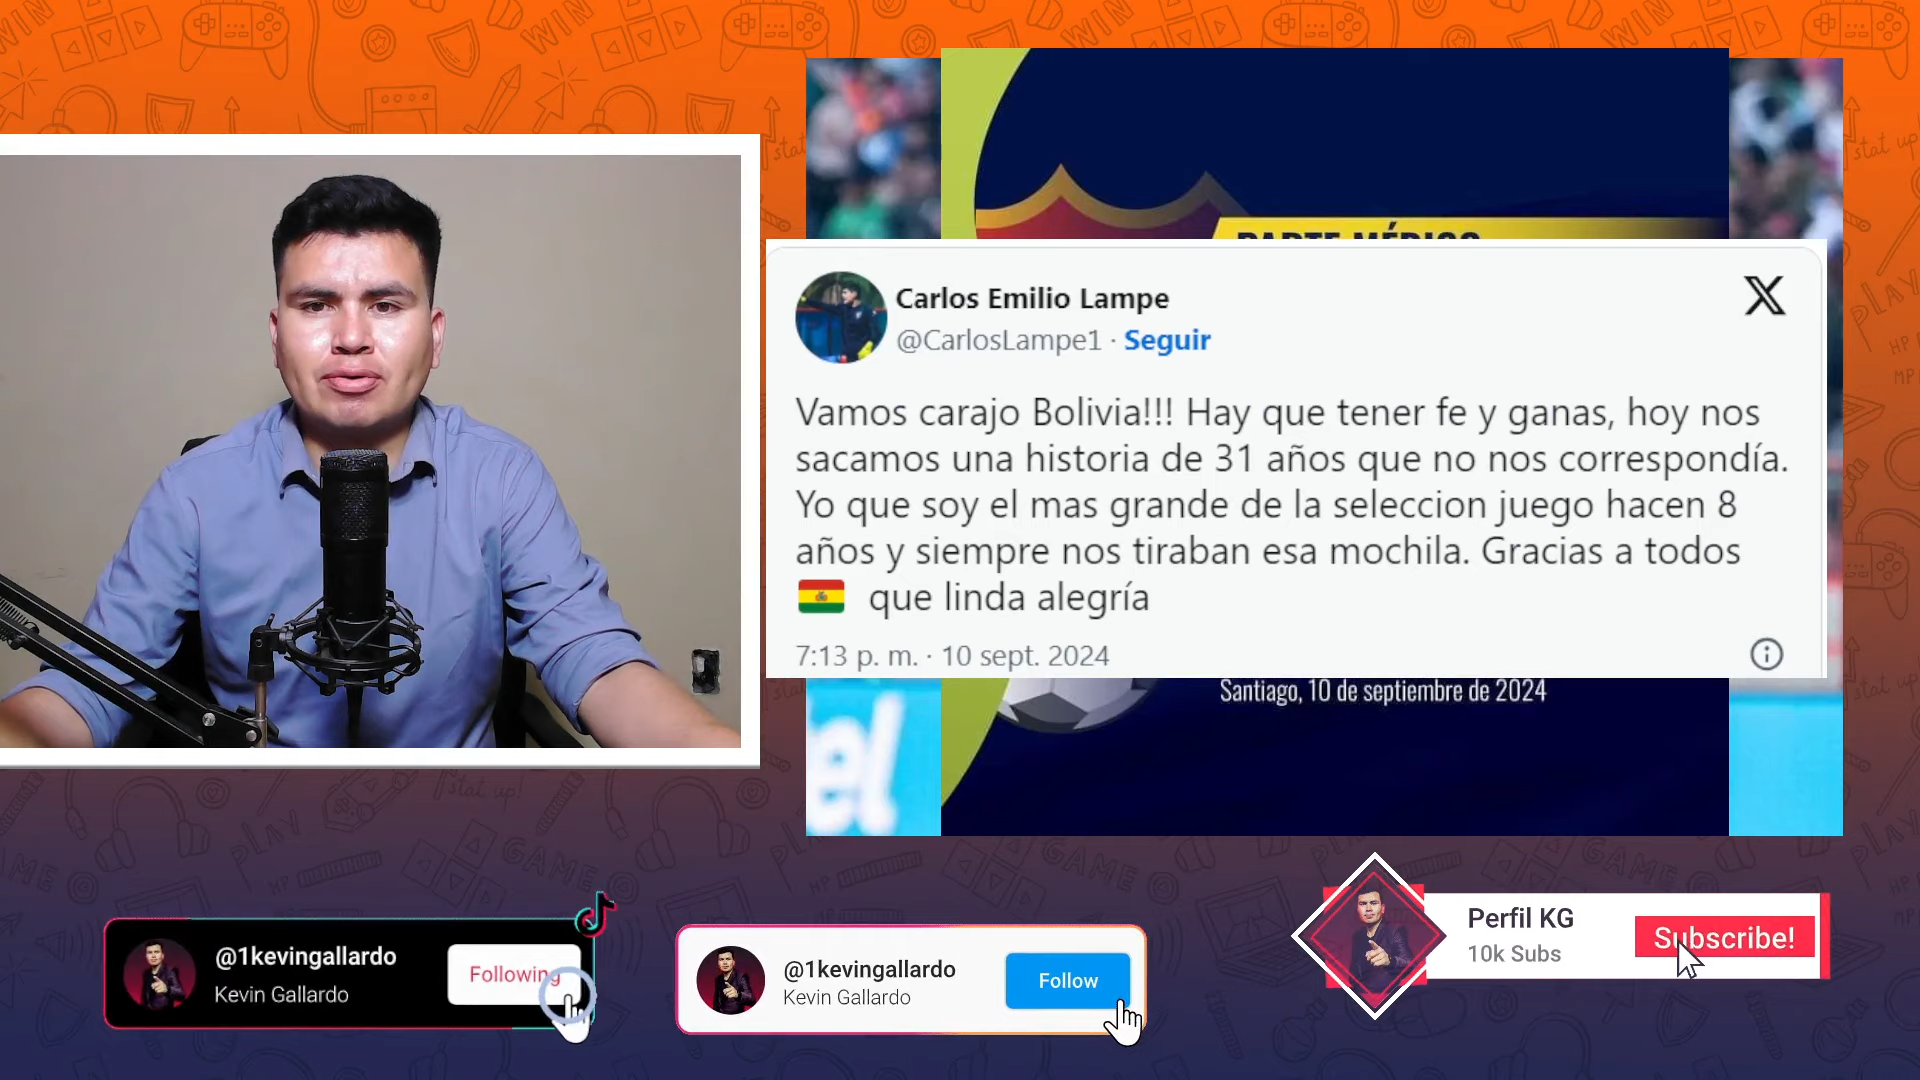 PARTE MÉDICO
Carlos Emilio Lampe
@CarlosLampe1 · Seguir
Vamos carajo Bolivia!!! Hay que tener fe y ganas, hoy nos
sacamos una historia de 31 años que no nos correspondía.
Yo que soy el mas grande de la seleccion juego hacen 8
años y siempre nos tiraban esa mochila. Gracias a todos
que linda alegría
7:13 p. m. · 10 sept. 2024
Santiago, 10 de septiembre de 2024
@1kevingallardo
Kevin Gallardo
Following
@1kevingallardo
Kevin Gallardo
Follow
Perfil KG
10k Subs
Subscribe!